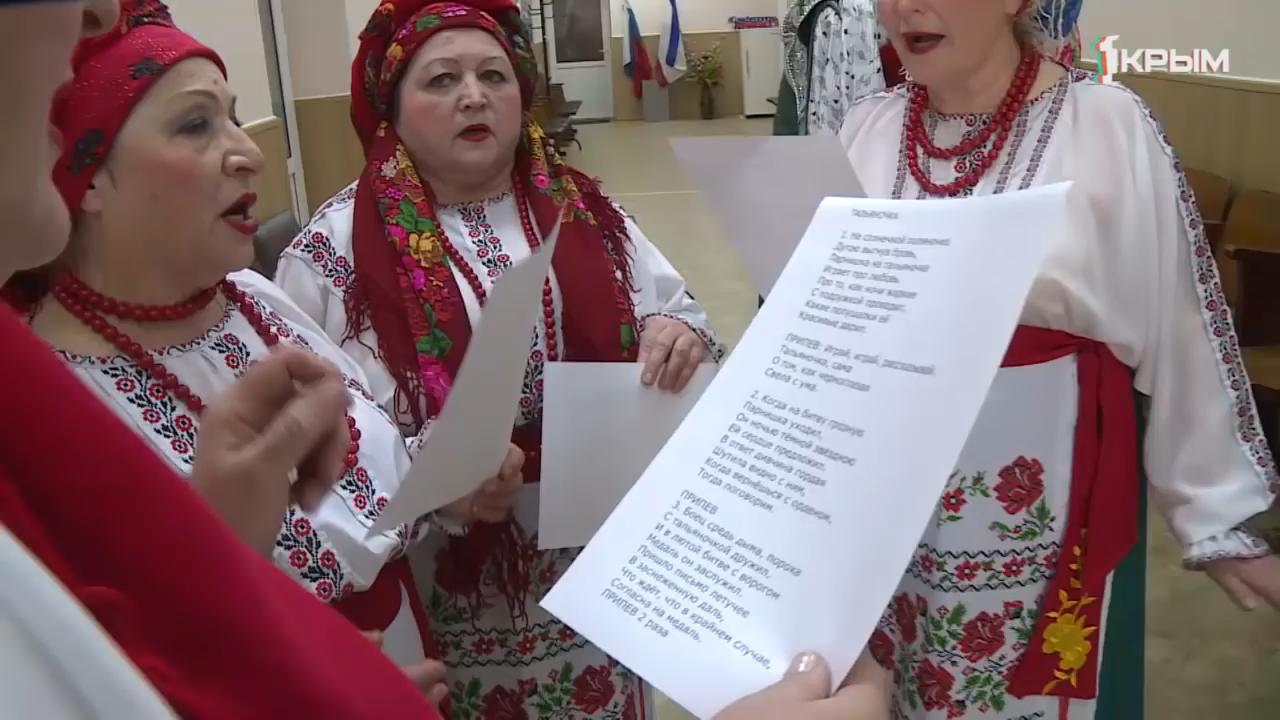 1КРЫМ
ТАЛЬЯНОЧКА
1. На солнечной поляночке,
Дугою выгнув бровь,
Парнишка на тальяночке
Играет про любовь.
Про то, как ночи жаркие
С подружкой проводил,
Какие полушалки ей
Красивые дарил.
ПРИПЕВ: Играй, играй, рассказывай,
Тальяночка, сама
О том, как черноглазая
Свела с ума.
2. Когда на битву грозную
Парнишка уходил,
Он ночью тёмной звёздною
Ей сердце предложил.
В ответ дивчина гордая
Шутила видно с ним,
Когда вернёшься с орденом,
Тогда поговорим.
ПРИПЕВ
3. Боец средь дыма, пороха
С тальяночкой дружил,
И в лютой битве с ворогом
Медаль он заслужил.
Пришло письмо летучее
В заснеженную даль,
Что ждёт, что в крайнем случае,
Согласна на медаль.
ПРИПЕВ 2 раза